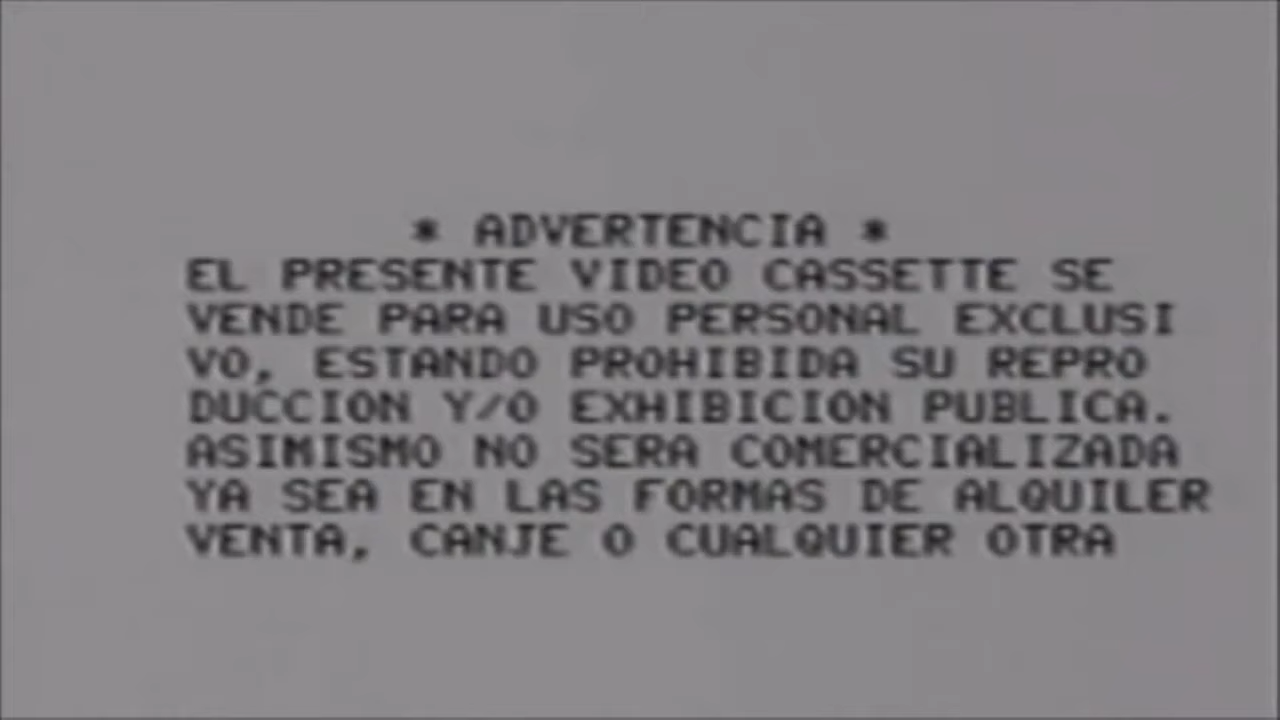 * ADVERTENCIA *
EL PRESENTE VIDEO CASSETTE SE
VENDE PARA USO PERSONAL EXCLUSI
VO, ESTANDO PROHIBIDA SU REPRO
DUCCION Y/O EXHIBICION PUBLICA.
ASIMISMO NO SERA COMERCIALIZADA
YA SEA EN LAS FORMAS DE ALQUILER
VENTA, CANJE O CUALQUIER OTRA